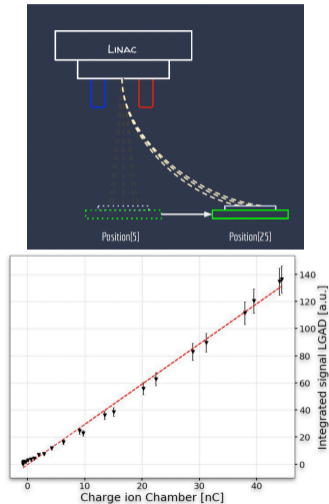 Linac
Position[5] Position[25]
140
120
100
80
60
40
20
0
Integrated signal LGAD [a.u.]
0 10 20 30 40
Charge ion Chamber [nC]